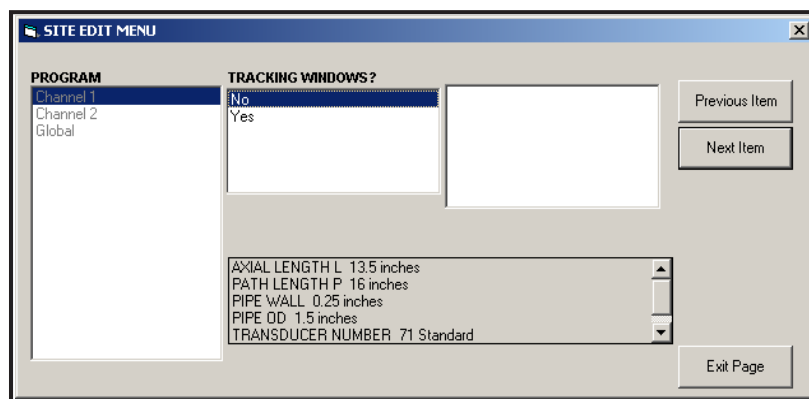 SITE EDIT MENU
PROGRAM
Channel 1
Channel 2
Global
TRACKING WINDOWS?
No
Yes
Previous Item
Next Item
AXIAL LENGTH L 13.5 inches
PATH LENGTH P 16 inches
PIPE WALL 0.25 inches
PIPE OD 1.5 inches
TRANSDUCER NUMBER 71 Standard
Exit Page